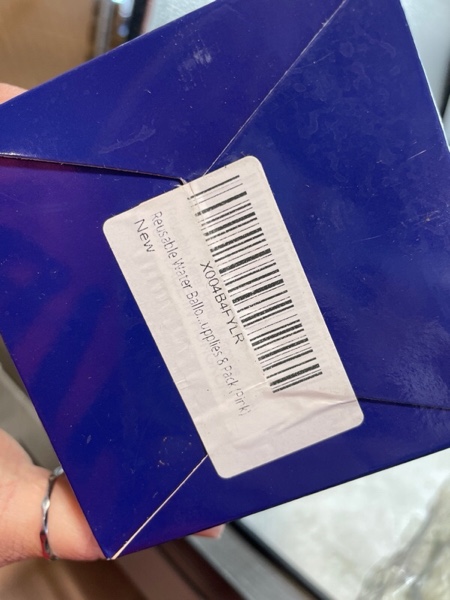 X004B4FYLR
Reusable Water Ballo...upplies 8 Pack (Pink)
New